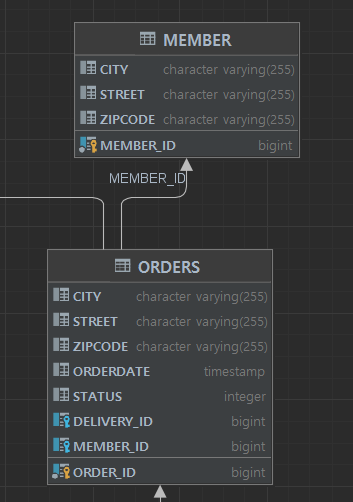 MEMBER
CITY character varying(255)
STREET character varying(255)
ZIPCODE character varying(255)
MEMBER_ID bigint
MEMBER_ID
ORDERS
CITY character varying(255)
STREET character varying(255)
ZIPCODE character varying(255)
ORDERDATE timestamp
STATUS integer
DELIVERY_ID bigint
MEMBER_ID bigint
ORDER_ID bigint